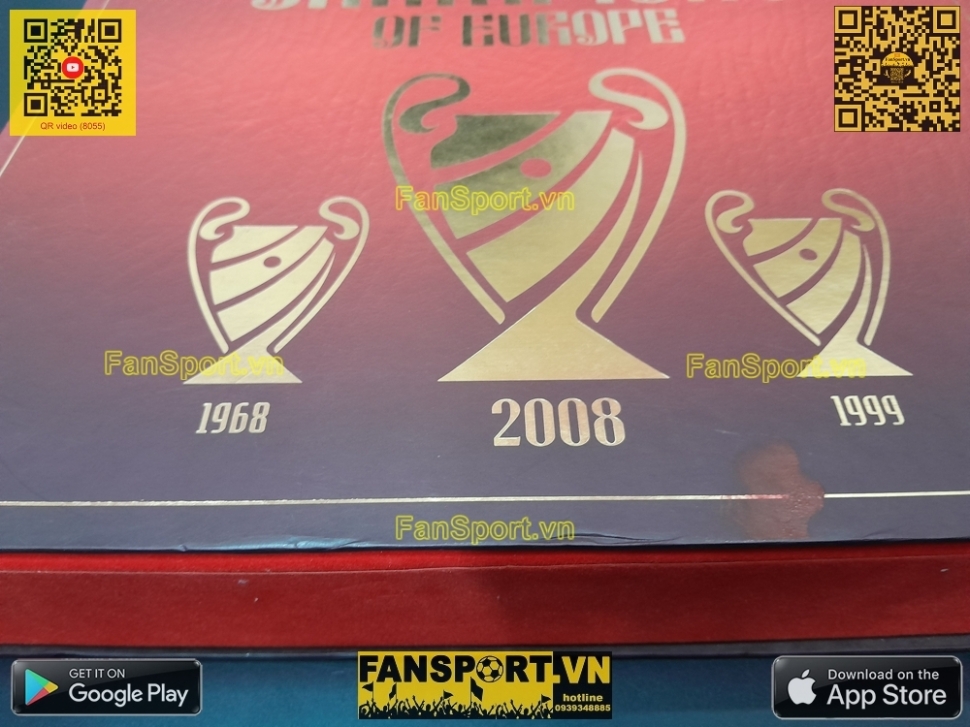 OF EUROPE
QR video (8055)
FanSport.vn
FanSport.vn
FanSport.vn
1968
2008
1999
FanSport.vn
GET IT ON
Google Play
FANSPORT.VN
hotline
0939348885
Download on the
App Store